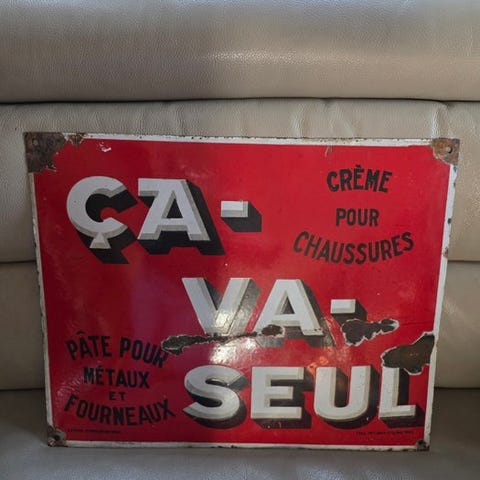 ÇA-
CRÈME
POUR
CHAUSSURES
VA-
PÂTE POUR
MÉTAUX
ET
FOURNEAUX
SEUL